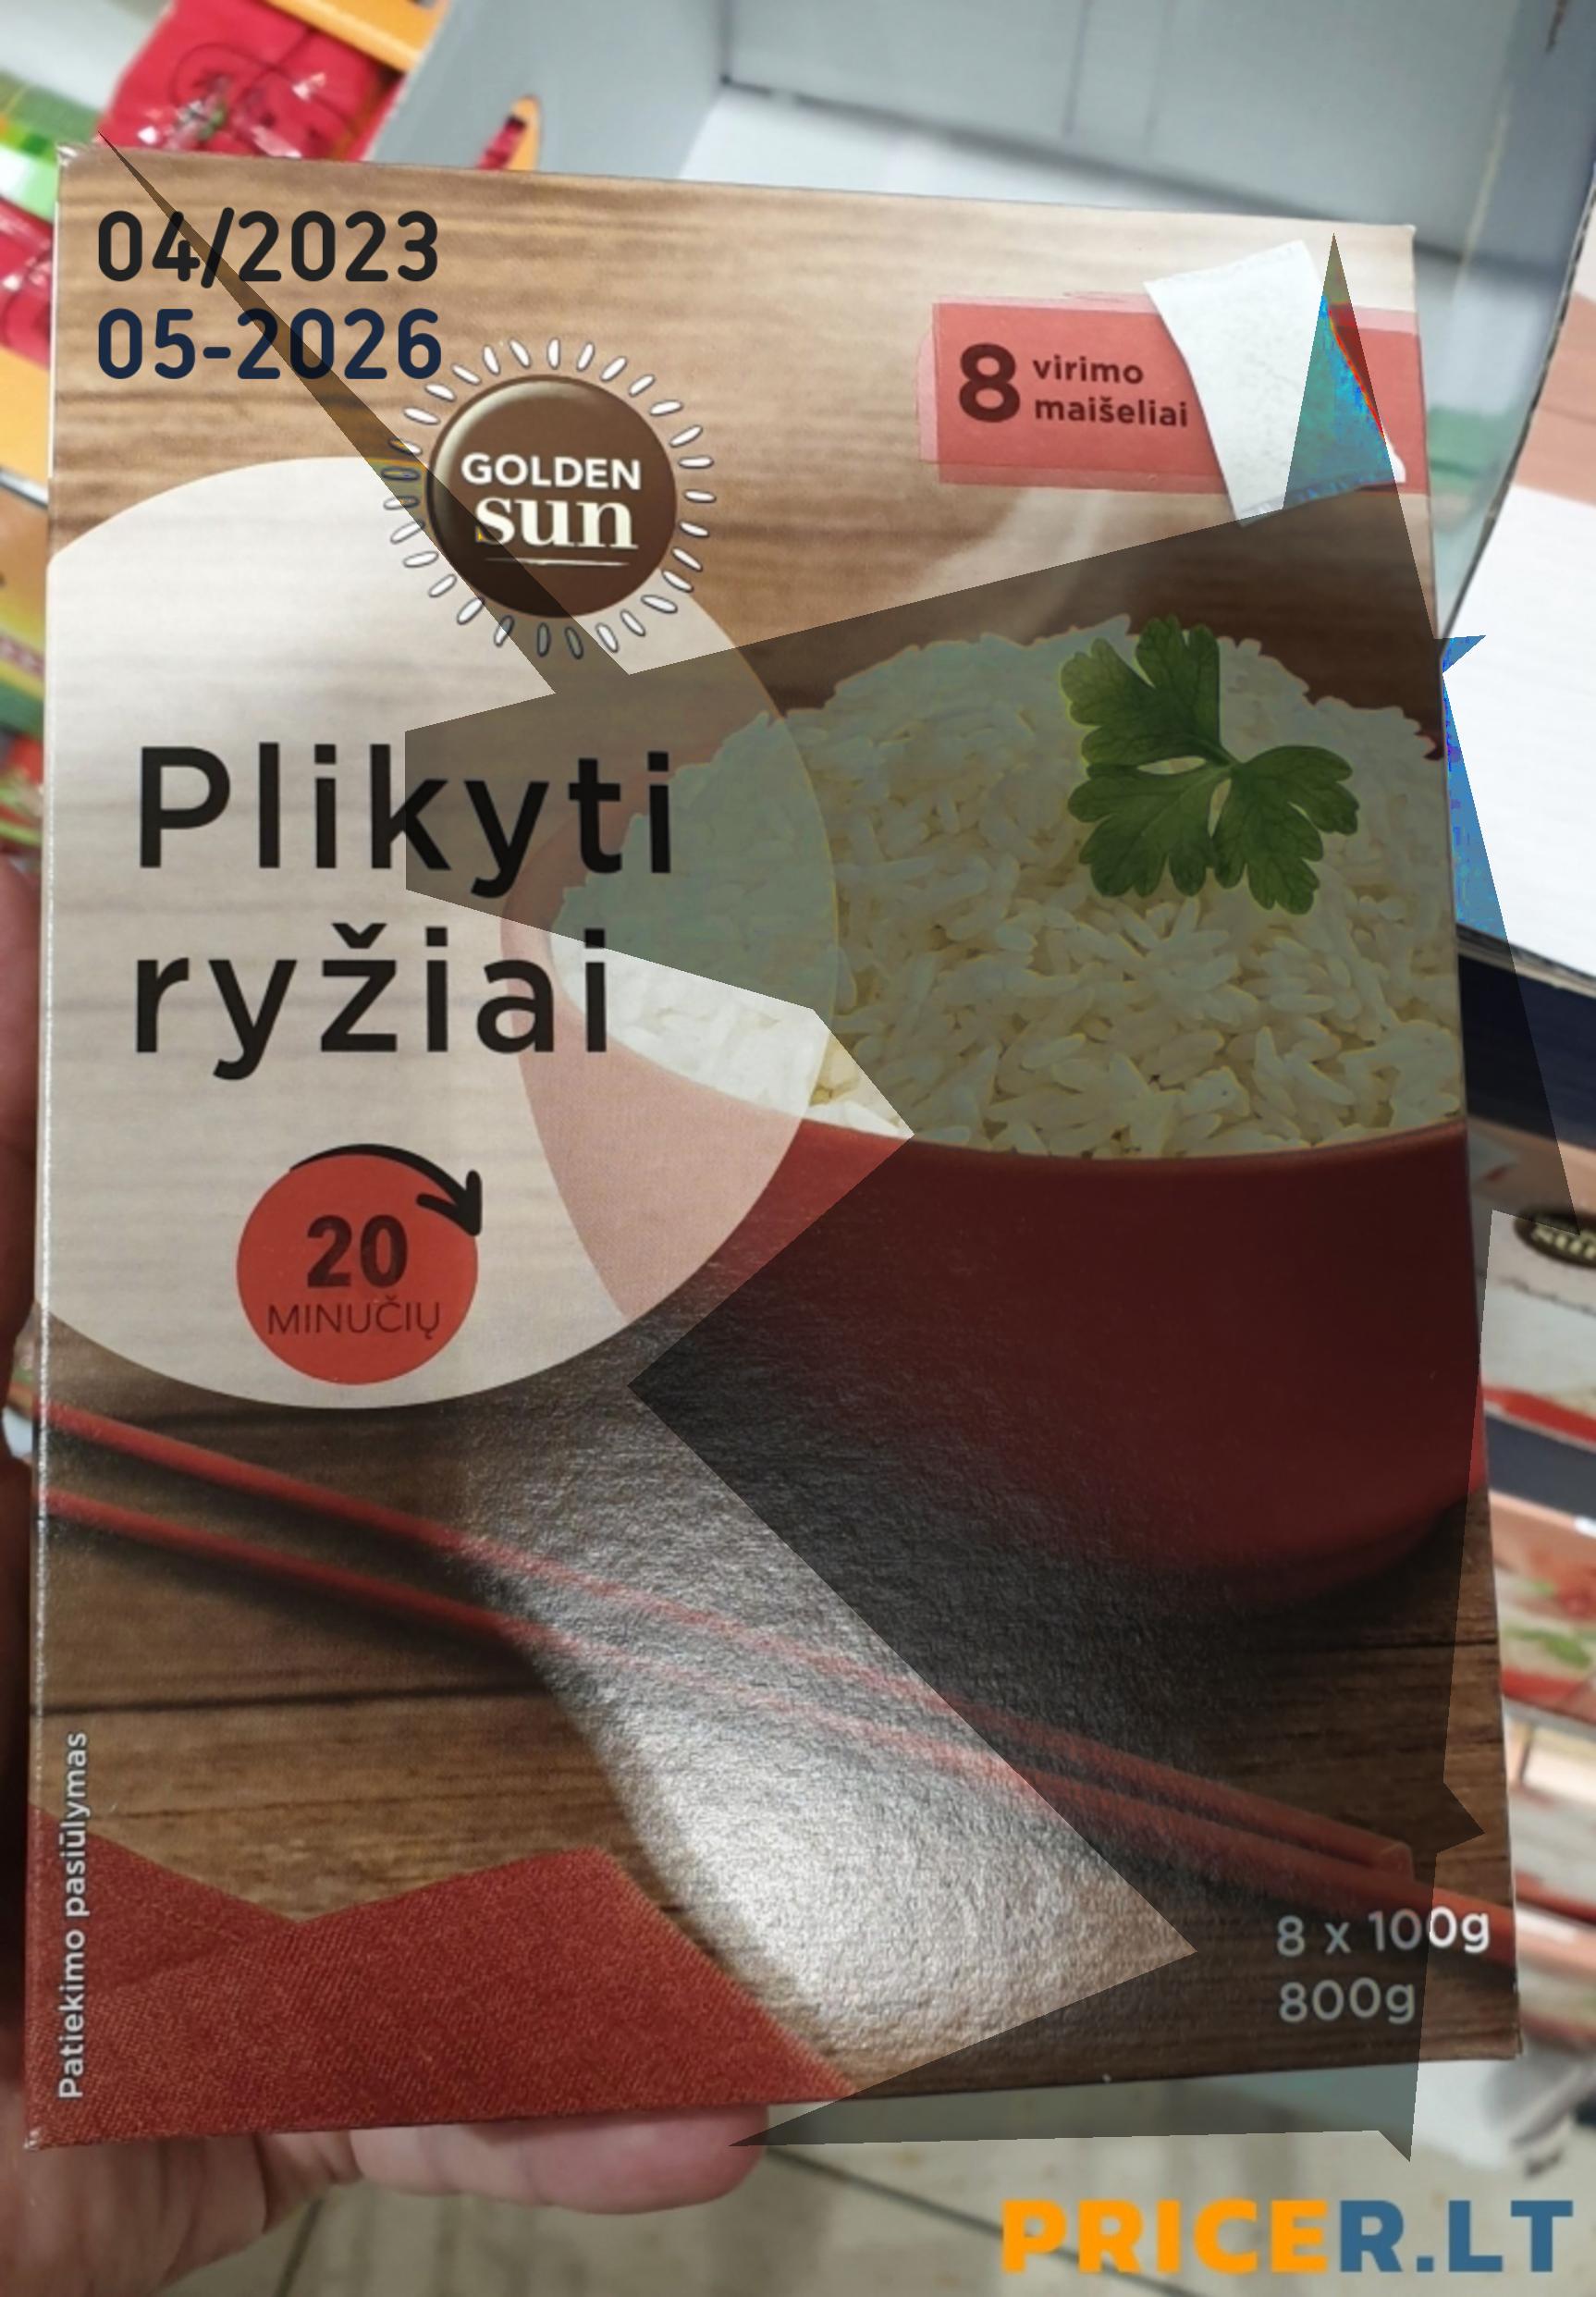 04/2023
05-2026
8 virimo
maišeliai
GOLDEN
sun
Plikyti
ryžiai
20
MINUČIŲ
Patiekimo pasiūlymas
8 x 100g
800g
PRICER.LT